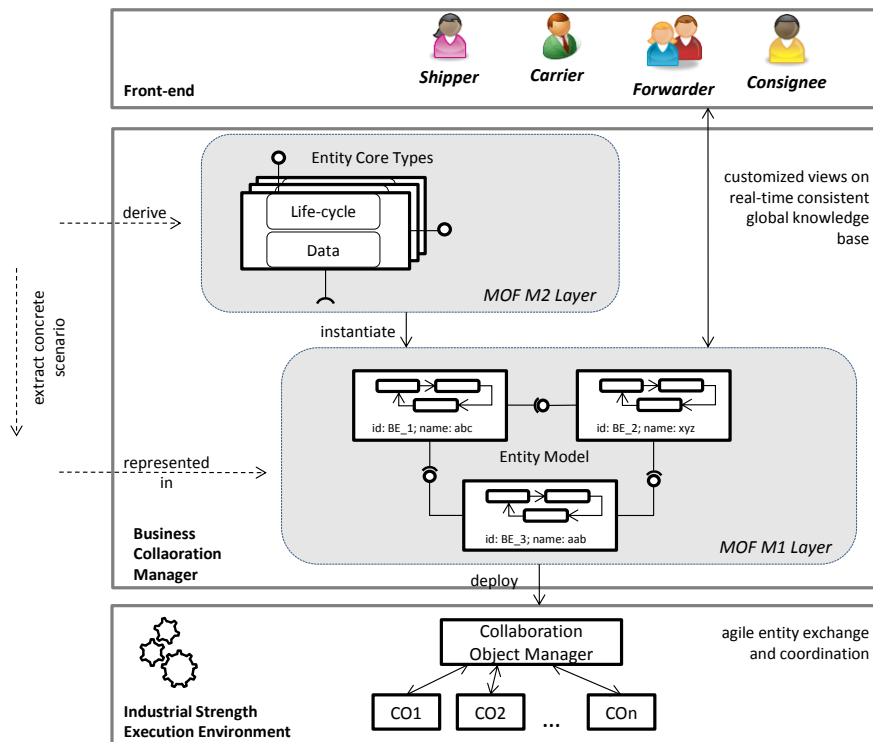 Shipper
Carrier
Forwarder
Consignee
Front-end
Entity Core Types
Life-cycle
Data
MOF M2 Layer
customized views on
real-time consistent
global knowledge
base
derive
instantiate
extract concrete
scenario
id: BE_1; name: abc
id: BE_2; name: xyz
Entity Model
id: BE_3; name: aab
MOF M1 Layer
represented
in
Business
Collaoration
Manager
deploy
Collaboration
Object Manager
agile entity exchange
and coordination
CO1
CO2
...
COn
Industrial Strength
Execution Environment